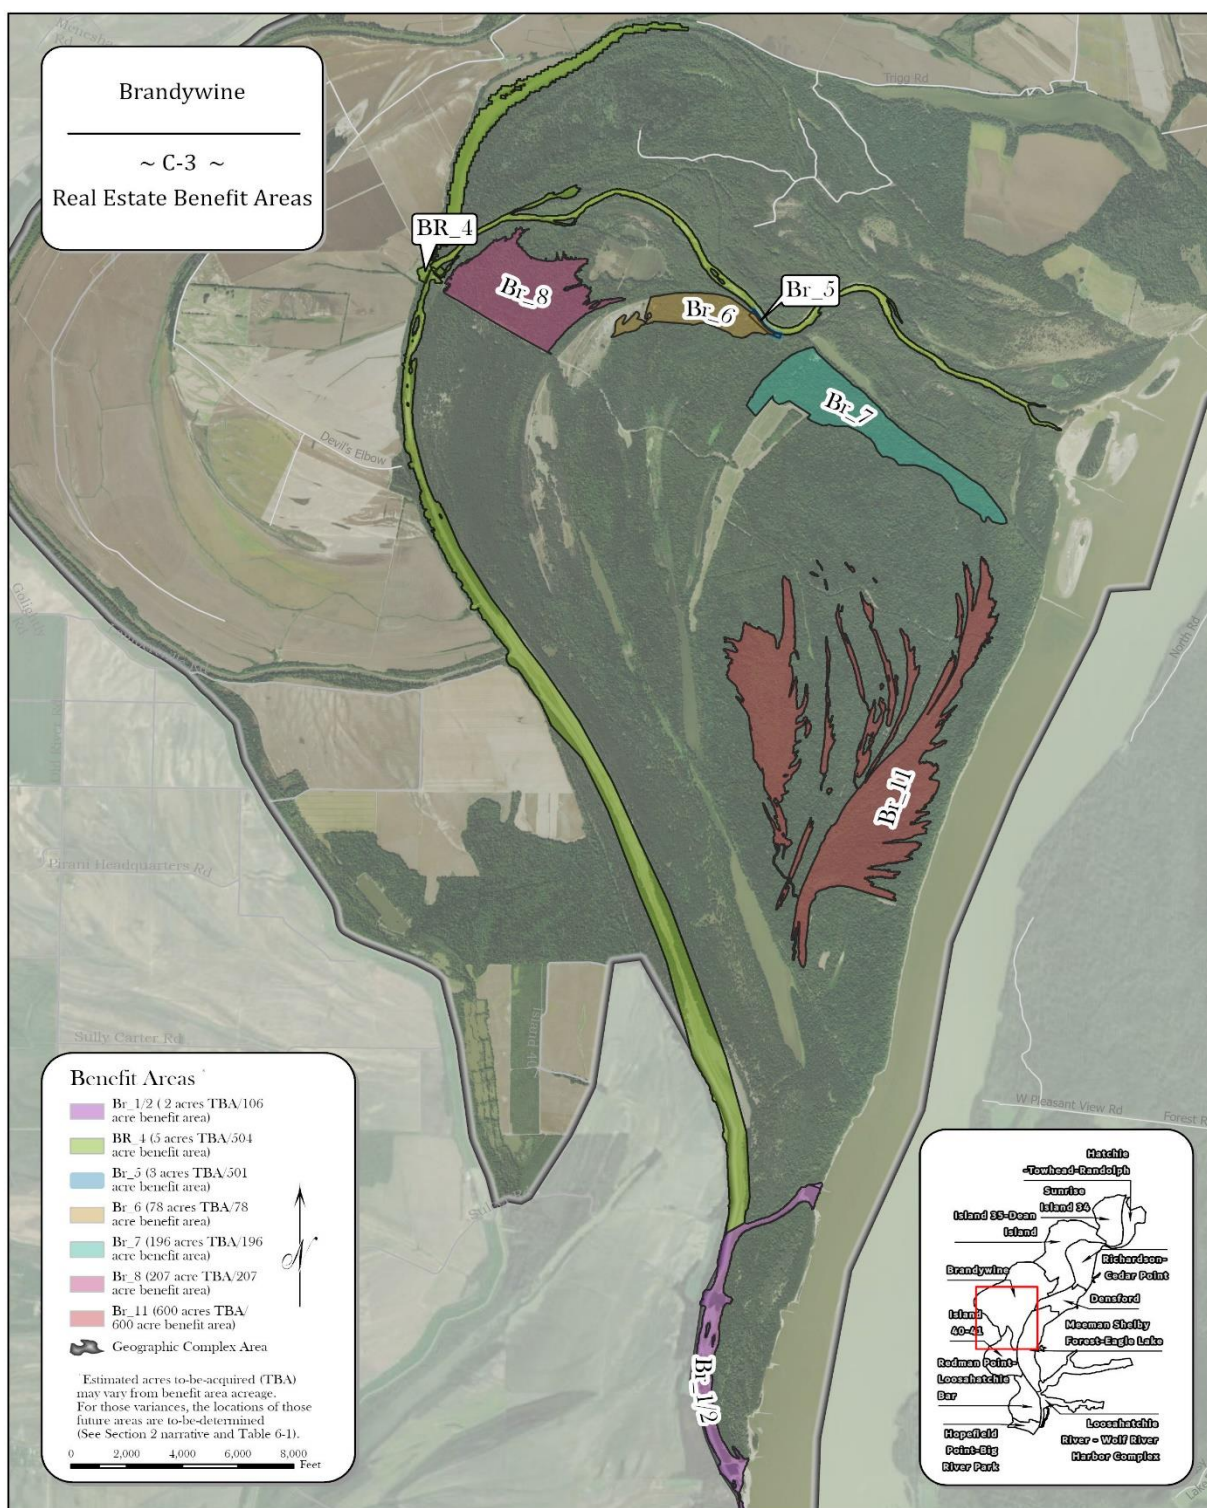 Brandywine
~ C-3 ~
Real Estate Benefit Areas
Trigg Rd
BR_4
Br_8
Br_6
Br_5
Br_7
Devil's Elbow
North Rd
Br_11
Pirani Headquarters Rd
Island 40
Sully Carter Rd
W Pleasant View Rd
Forest R
Br_1/2
Benefit Areas *
Br_1/2 ( 2 acres TBA/106
acre benefit area)
BR_4 (5 acres TBA/504
acre benefit area)
Br_5 (3 acres TBA/501
acre benefit area)
Br_6 (78 acres TBA/78
acre benefit area)
Br_7 (196 acres TBA/196
acre benefit area)
Br_8 (207 acre TBA/207
acre benefit area)
Br_11 (600 acres TBA/
600 acre benefit area)
Geographic Complex Area
N
* Estimated acres to-be-acquired (TBA)
may vary from benefit area acreage.
For those variances, the locations of those
future areas are to-be-determined
(See Section 2 narrative and Table 6-1).
0 2,000 4,000 6,000 8,000
Feet
Hatchie
-Towhead-Randolph
Sunrise
Island 34
Island 35-Dean
Island
Richardson-
Cedar Point
Brandywine
Densford
Island
40-41
Meeman Shelby
Forest-Eagle Lake
Redman Point-
Loosahatchie
Bar
Hopefield
Point-Big
River Park
Loosahatchie
River - Wolf River
Harbor Complex
Lake